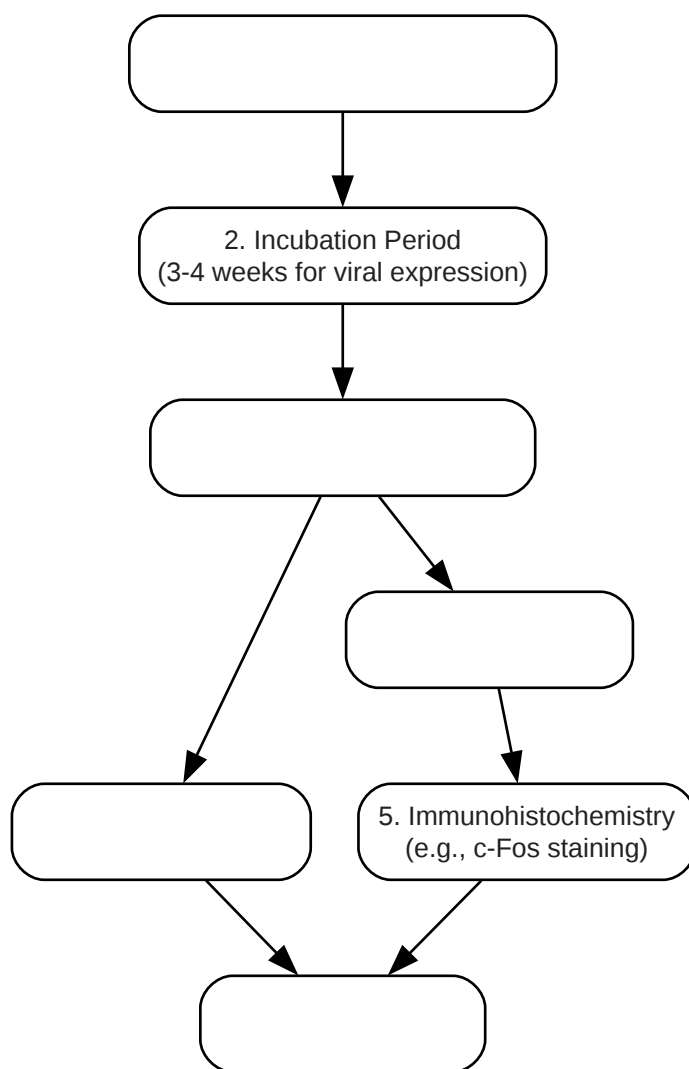 2. Incubation Period
(3-4 weeks for viral expression)
5. Immunohistochemistry
(e.g., c-Fos staining)